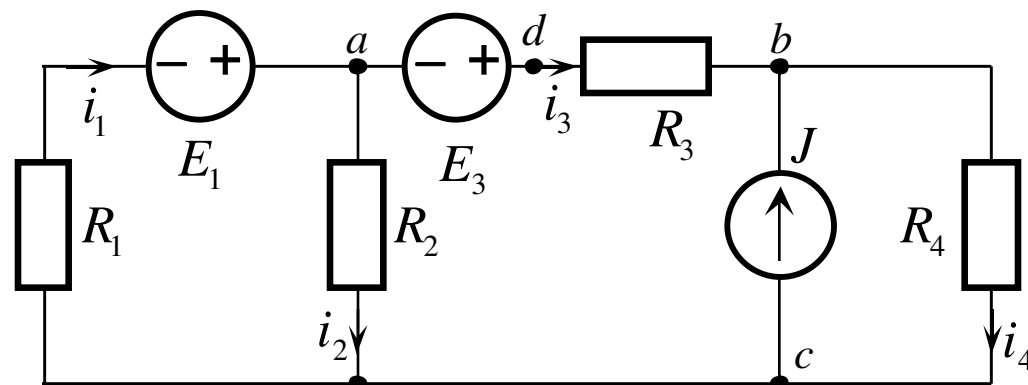 a d b
− + − +
i₁ i₃
E₁ E₃ R₃ J
R₁ R₂ R₄
i₂ c i₄